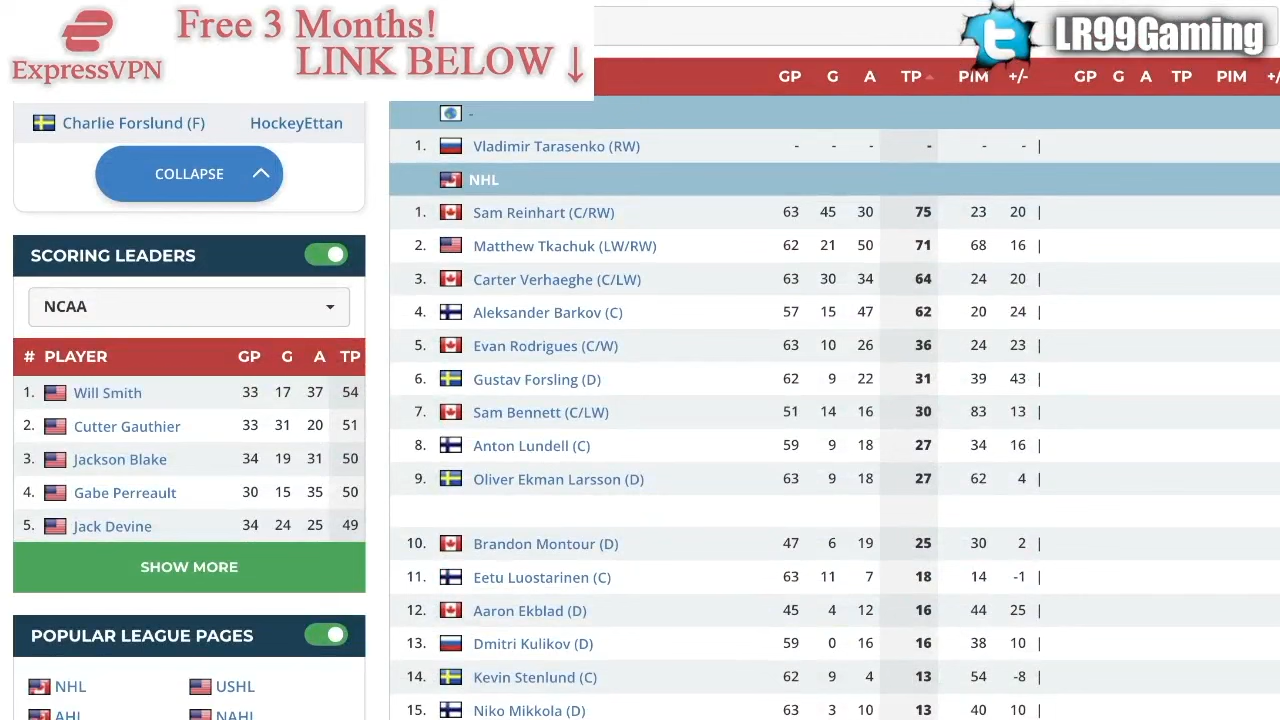 ExpressVPN
Free 3 Months!
LINK BELOW ↓
LR99Gaming
GP G A TP PIM +/- GP G A TP PIM +/
Charlie Forslund (F) HockeyEttan
COLLAPSE
SCORING LEADERS
NCAA
# PLAYER GP G A TP
1. Will Smith 33 17 37 54
2. Cutter Gauthier 33 31 20 51
3. Jackson Blake 34 19 31 50
4. Gabe Perreault 30 15 35 50
5. Jack Devine 34 24 25 49
SHOW MORE
POPULAR LEAGUE PAGES
NHL USHL
AHL NAHL
-
1. Vladimir Tarasenko (RW) - - - - - - |
NHL
1. Sam Reinhart (C/RW) 63 45 30 75 23 20 |
2. Matthew Tkachuk (LW/RW) 62 21 50 71 68 16 |
3. Carter Verhaeghe (C/LW) 63 30 34 64 24 20 |
4. Aleksander Barkov (C) 57 15 47 62 20 24 |
5. Evan Rodrigues (C/W) 63 10 26 36 24 23 |
6. Gustav Forsling (D) 62 9 22 31 39 43 |
7. Sam Bennett (C/LW) 51 14 16 30 83 13 |
8. Anton Lundell (C) 59 9 18 27 34 16 |
9. Oliver Ekman Larsson (D) 63 9 18 27 62 4 |
10. Brandon Montour (D) 47 6 19 25 30 2 |
11. Eetu Luostarinen (C) 63 11 7 18 14 -1 |
12. Aaron Ekblad (D) 45 4 12 16 44 25 |
13. Dmitri Kulikov (D) 59 0 16 16 38 10 |
14. Kevin Stenlund (C) 62 9 4 13 54 -8 |
15. Niko Mikkola (D) 63 3 10 13 40 10 |